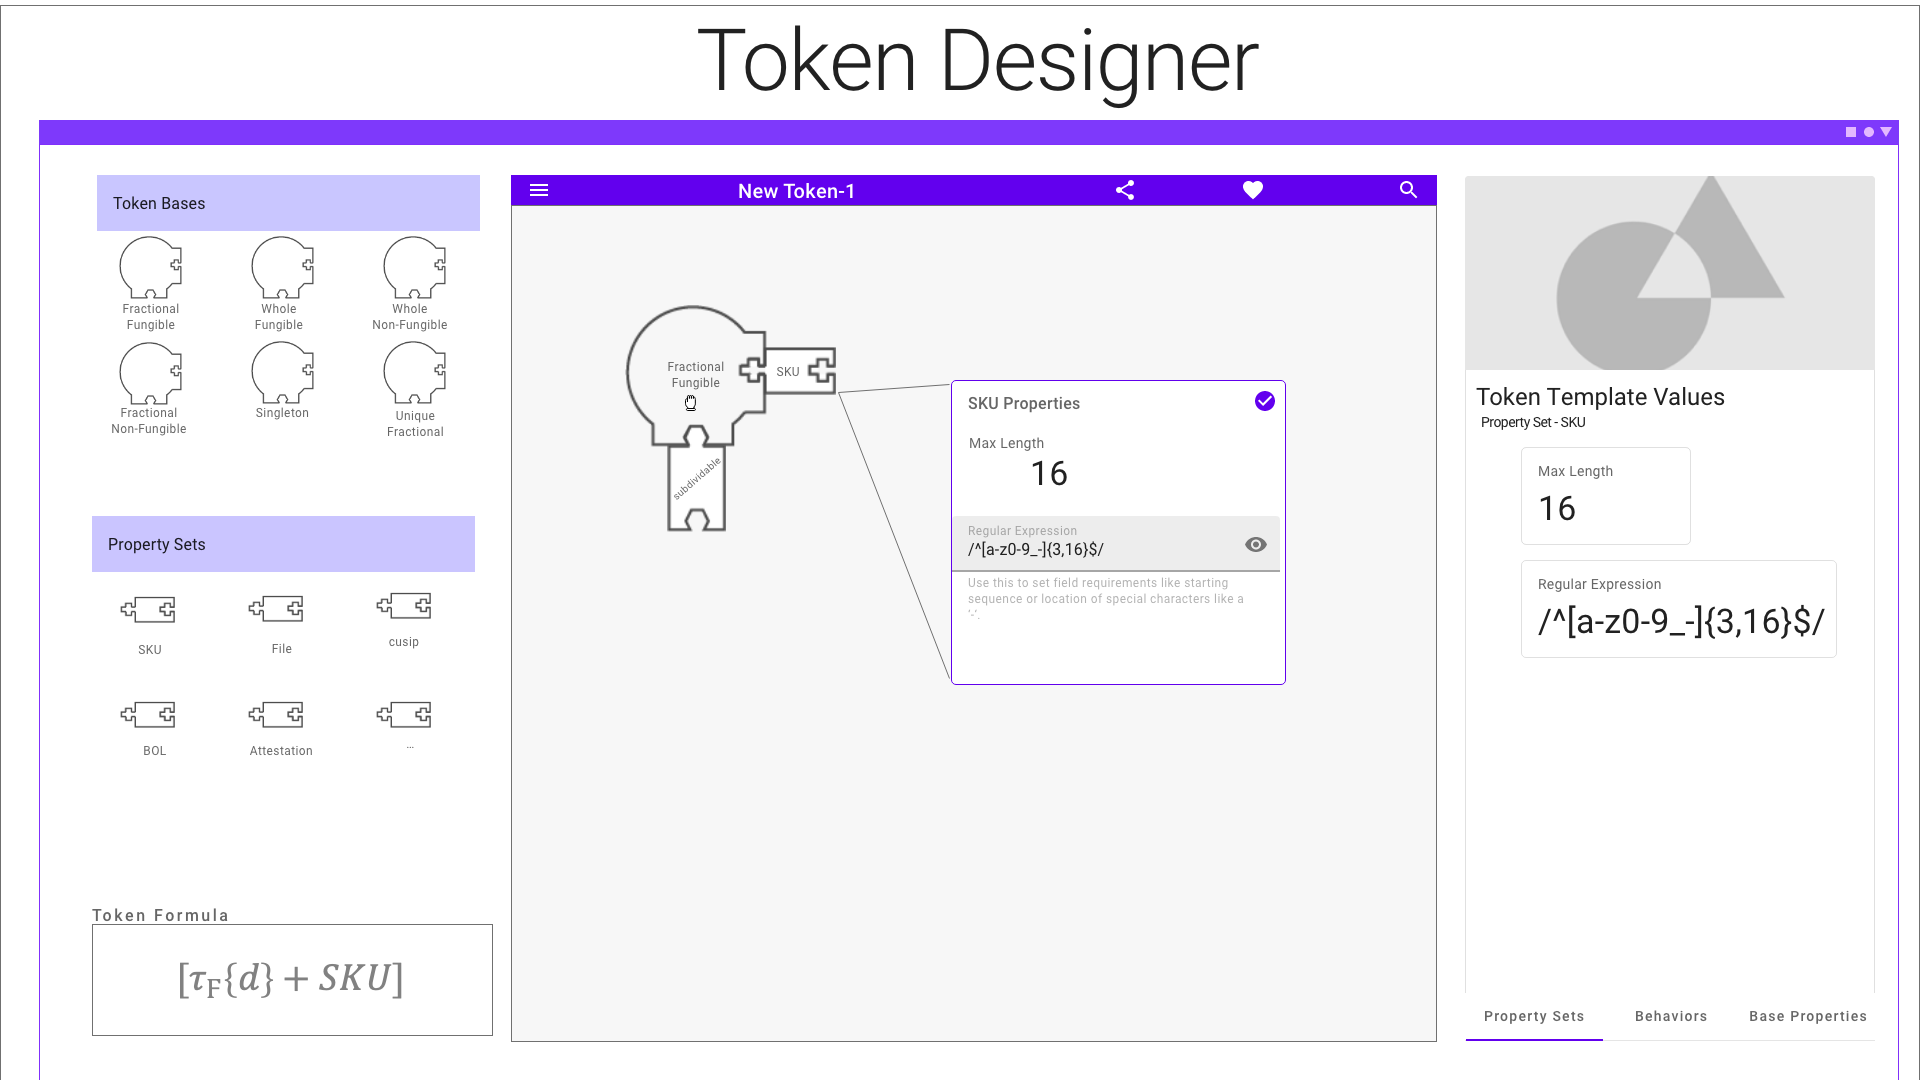 Token Designer
Token Bases
Fractional
Fungible
Whole
Fungible
Whole
Non-Fungible
Fractional
Non-Fungible
Singleton
Unique
Fractional
Property Sets
SKU
File
cusip
BOL
Attestation
...
Token Formula
[τF{d} + SKU]
New Token-1
Fractional
Fungible
SKU
subdividable
SKU Properties
Max Length
16
Regular Expression
/^[a-z0-9_-]{3,16}$/
Use this to set field requirements like starting
sequence or location of special characters like a
'-'.
Token Template Values
Property Set - SKU
Max Length
16
Regular Expression
/^[a-z0-9_-]{3,16}$/
Property Sets
Behaviors
Base Properties